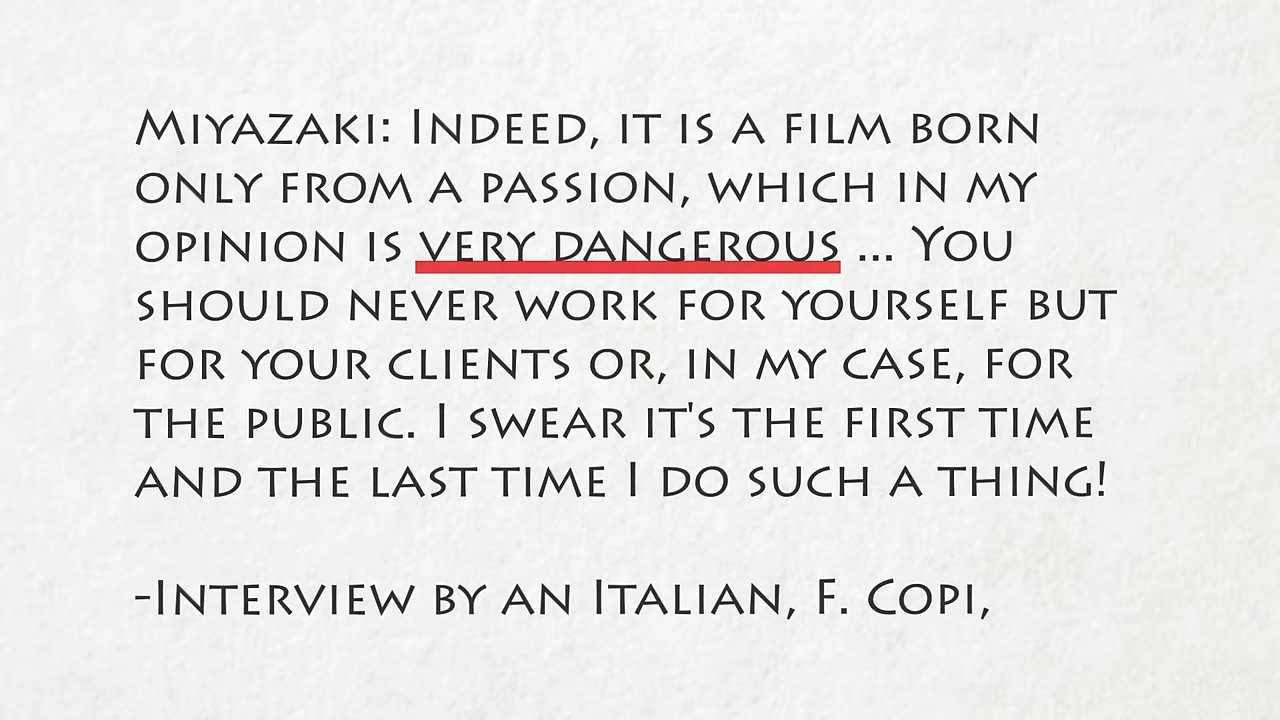 Miyazaki: Indeed, it is a film born
only from a passion, which in my
opinion is very dangerous ... You
should never work for yourself but
for your clients or, in my case, for
the public. I swear it's the first time
and the last time I do such a thing!
-Interview by an Italian, F. Copi,